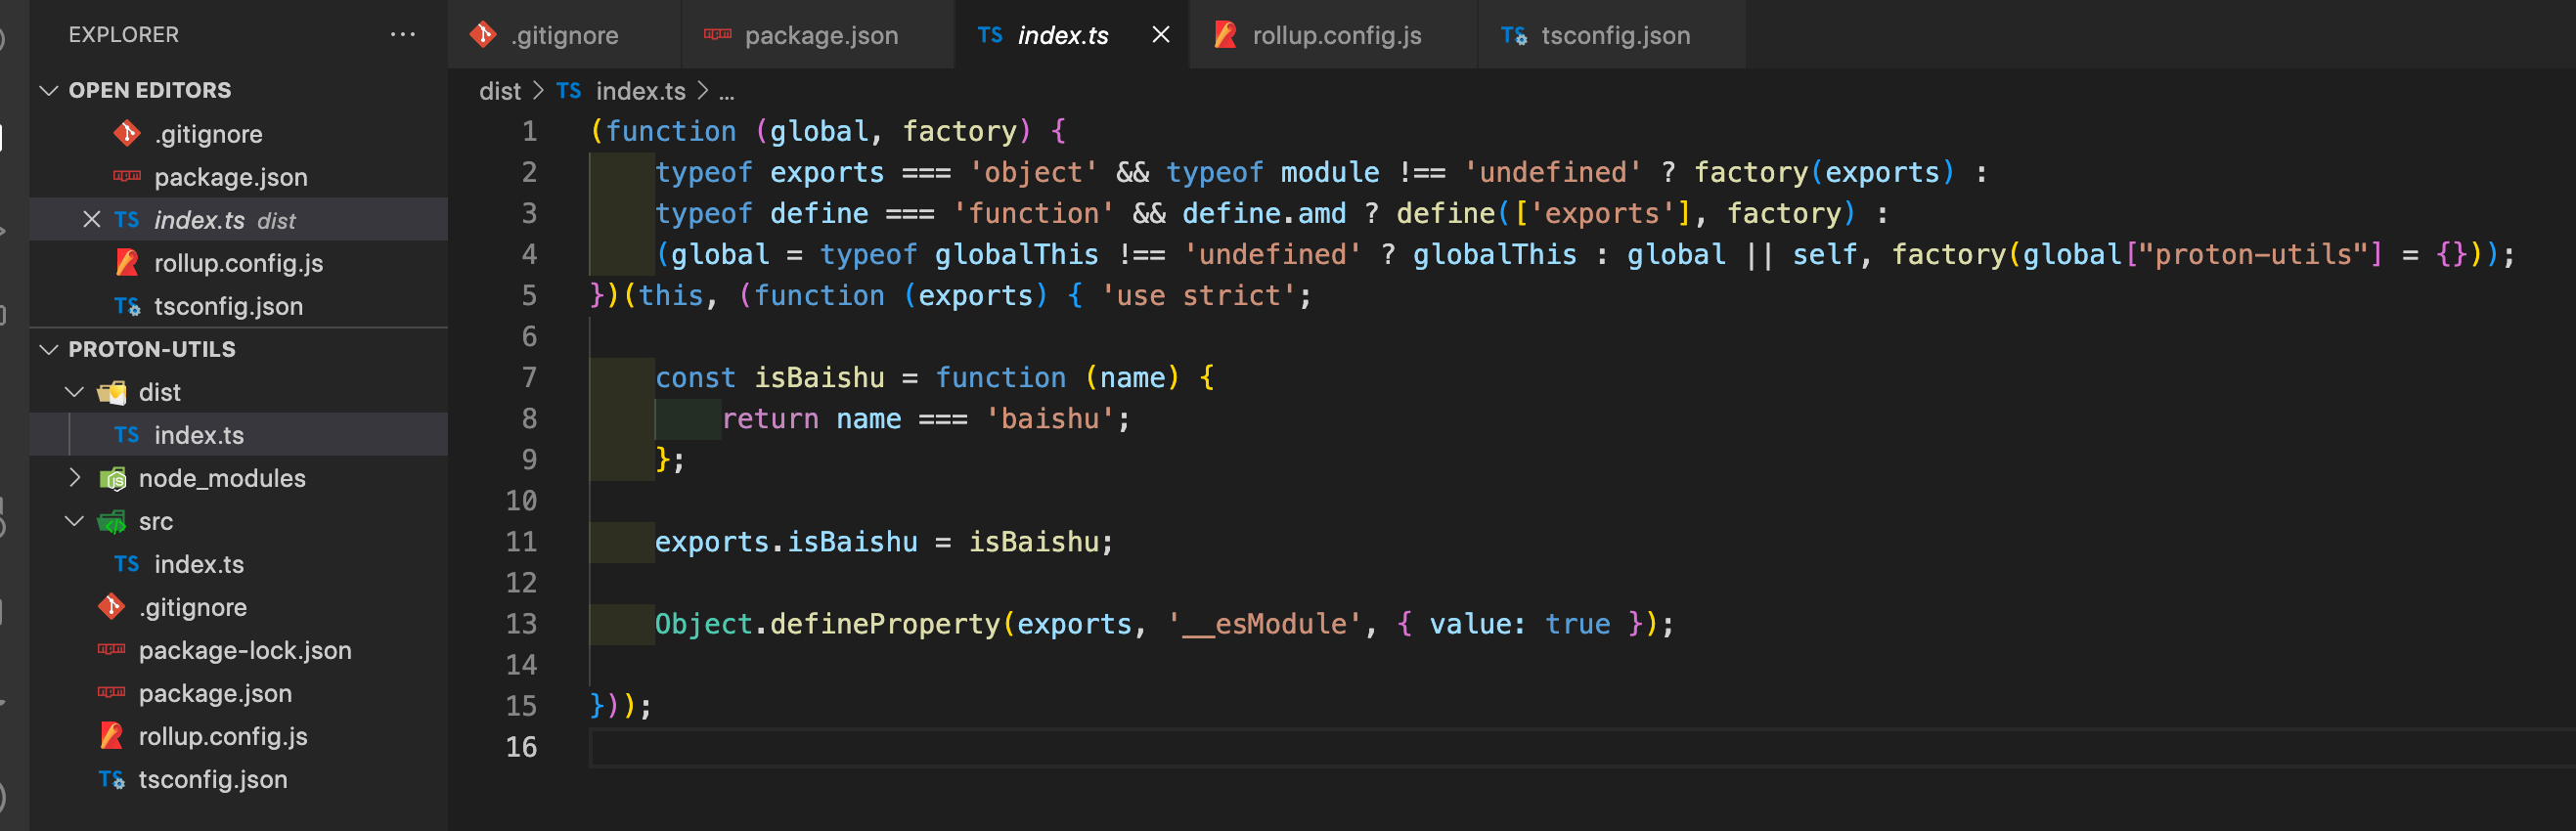 EXPLORER ...
OPEN EDITORS
.gitignore
package.json
index.ts dist
rollup.config.js
tsconfig.json
PROTON-UTILS
dist
index.ts
node_modules
src
index.ts
.gitignore
package-lock.json
package.json
rollup.config.js
tsconfig.json
.gitignore package.json TS index.ts rollup.config.js tsconfig.json
dist > TS index.ts > ...
1 (function (global, factory) {
2     typeof exports === 'object' && typeof module !== 'undefined' ? factory(exports) :
3     typeof define === 'function' && define.amd ? define(['exports'], factory) :
4     (global = typeof globalThis !== 'undefined' ? globalThis : global || self, factory(global["proton-utils"] = {}));
5 })(this, (function (exports) { 'use strict';
6
7     const isBaishu = function (name) {
8         return name === 'baishu';
9     };
10
11     exports.isBaishu = isBaishu;
12
13     Object.defineProperty(exports, '__esModule', { value: true });
14
15 }));
16